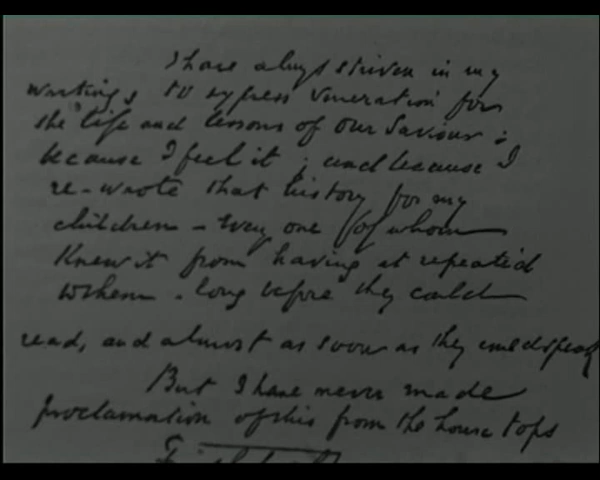 I have always striven in my
writings to express veneration for
the life and lessons of Our Saviour;
because I feel it; and because I
re-wrote that history for my
children - every one of whom
knew it from having it repeated
to them - long before they could
read, and almost as soon as they could speak
But I have never made
proclamation of this from the house tops